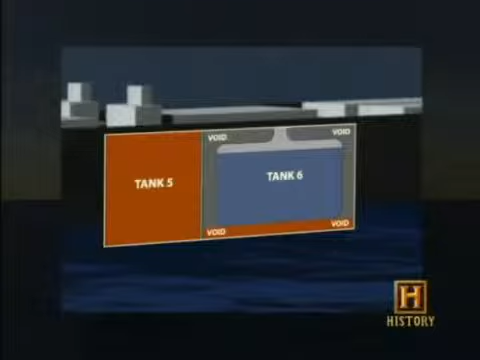 VOID
VOID
TANK 5
TANK 6
VOID
VOID
H
HISTORY